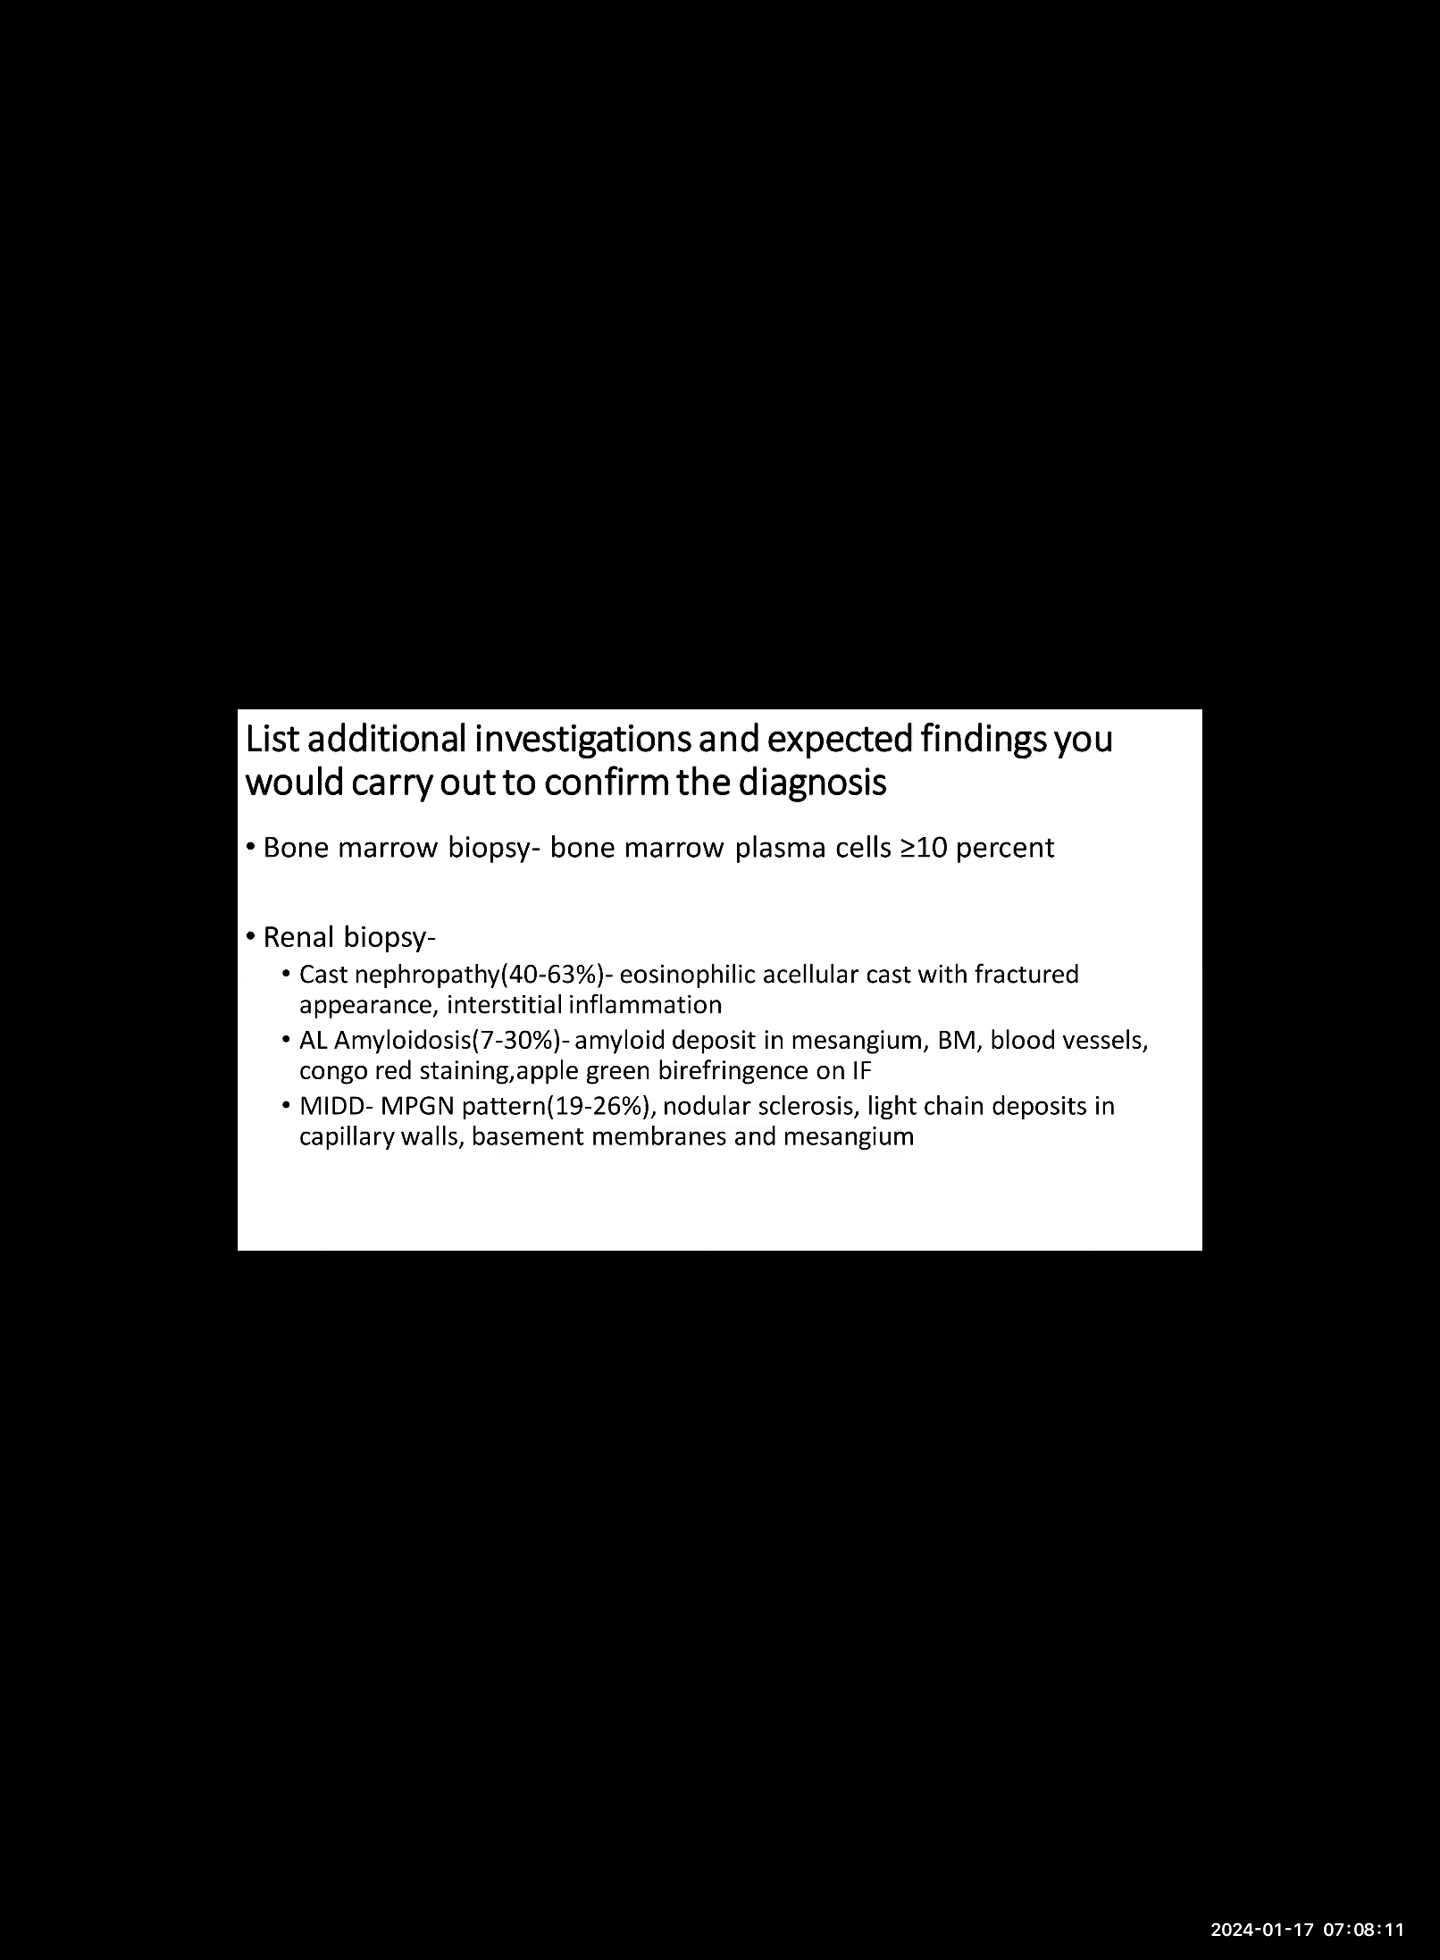 List additional investigations and expected findings you
would carry out to confirm the diagnosis
• Bone marrow biopsy- bone marrow plasma cells ≥10 percent
• Renal biopsy-
• Cast nephropathy(40-63%)- eosinophilic acellular cast with fractured
appearance, interstitial inflammation
• AL Amyloidosis(7-30%)- amyloid deposit in mesangium, BM, blood vessels,
congo red staining,apple green birefringence on IF
• MIDD- MPGN pattern(19-26%), nodular sclerosis, light chain deposits in
capillary walls, basement membranes and mesangium
2024-01-17 07:08:11